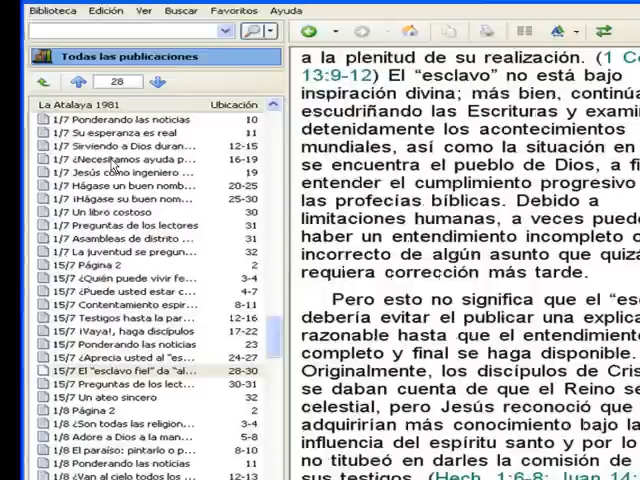 Biblioteca Edición Ver Buscar Favoritos Ayuda
Todas las publicaciones
28
La Atalaya 1981 Ubicación
1/7 Ponderando las noticias 10
1/7 Su esperanza es real 11
1/7 Sirviendo a Dios duran... 12-15
1/7 ¿Necesitamos ayuda p... 16-19
1/7 Jesús como ingeniero ... 19
1/7 Hágase un buen nomb... 20-25
1/7 ¡Hágase su buen nom... 25-30
1/7 Un libro costoso 30
1/7 Preguntas de los lectores 31
1/7 Asambleas de distrito ... 31
1/7 La juventud se pregun... 32
15/7 Página 2 2
15/7 ¿Quién puede vivir fe... 3-4
15/7 ¿Puede usted estar c... 4-7
15/7 Contentamiento espir... 8-11
15/7 Testigos hasta la par... 12-16
15/7 ¡Vaya!, haga discípulos 17-22
15/7 Ponderando las noticias 23
15/7 ¿Aprecia usted al "es... 24-27
15/7 El "esclavo fiel" da "al... 28-30
15/7 Preguntas de los lect... 30-31
15/7 Un ateo sincero 32
1/8 Página 2 2
1/8 ¿Son todas las religion... 3-4
1/8 Adore a Dios a la man... 5-8
1/8 El paraíso: pintarlo o p... 8-10
1/8 Ponderando las noticias 11
1/8 ¿Van al cielo todos los ... 12-13
a la plenitud de su realización. (1 Co
13:9-12) El “esclavo” no está bajo
inspiración divina; más bien, continúa
escudriñando las Escrituras y exami
detenidamente los acontecimientos
mundiales, así como la situación en
se encuentra el pueblo de Dios, a fi
entender el cumplimiento progresivo
las profecías bíblicas. Debido a
limitaciones humanas, a veces puede
haber un entendimiento incompleto o
incorrecto de algún asunto que quizá
requiera corrección más tarde.
Pero esto no significa que el “es
debería evitar el publicar una explica
razonable hasta que el entendimiento
completo y final se haga disponible.
Originalmente, los discípulos de Cris
se daban cuenta de que el Reino se
celestial, pero Jesús reconoció que
adquirirían más conocimiento bajo la
influencia del espíritu santo y por lo
no titubeó en darles la comisión de
sus testigos. (Hech. 1:6-8; Juan 14: